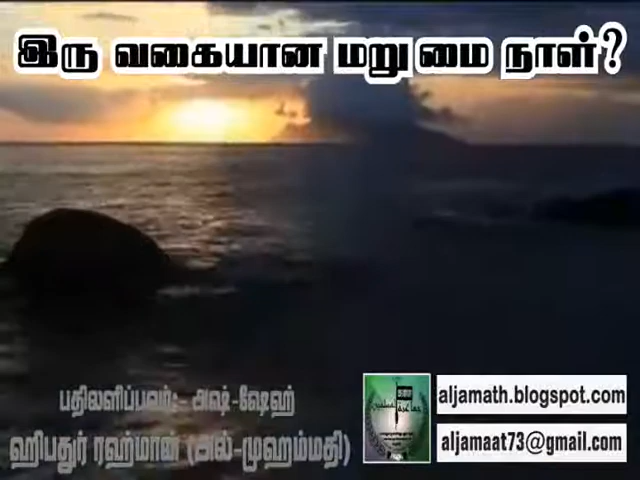 இரு வகையான மறுமை நாள்?
பதிலளிப்பவர்:- அஷ்-ஷேஹ்
ஹிபதுர் ரஹ்மான் (அல்-முஹம்மதி)
aljamath.blogspot.com
aljamaat73@gmail.com